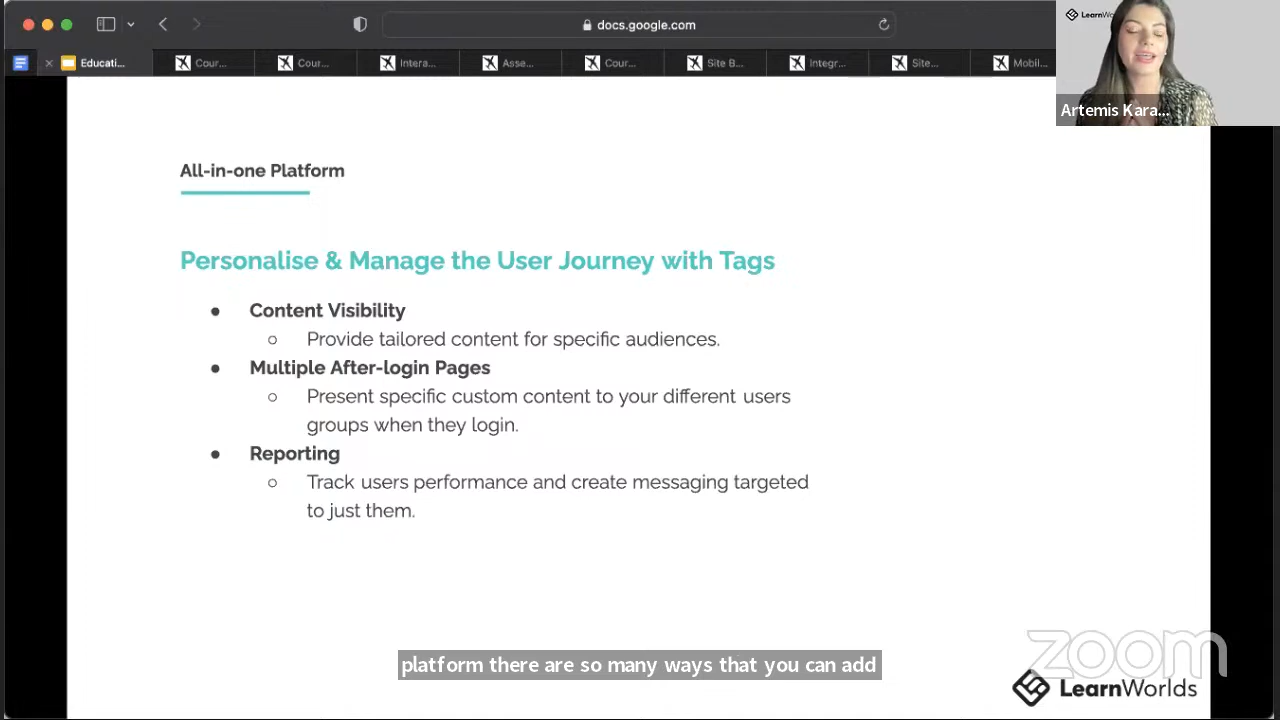 docs.google.com
LearnWo
Educati...
Cour...
Cour...
Intera...
Asse...
Cour...
Site B...
Integr...
Site...
Mobil...
Artemis Kara...
All-in-one Platform
Personalise & Manage the User Journey with Tags
● Content Visibility
○ Provide tailored content for specific audiences.
● Multiple After-login Pages
○ Present specific custom content to your different users
groups when they login.
● Reporting
○ Track users performance and create messaging targeted
to just them.
platform there are so many ways that you can add
zoom
LearnWorlds